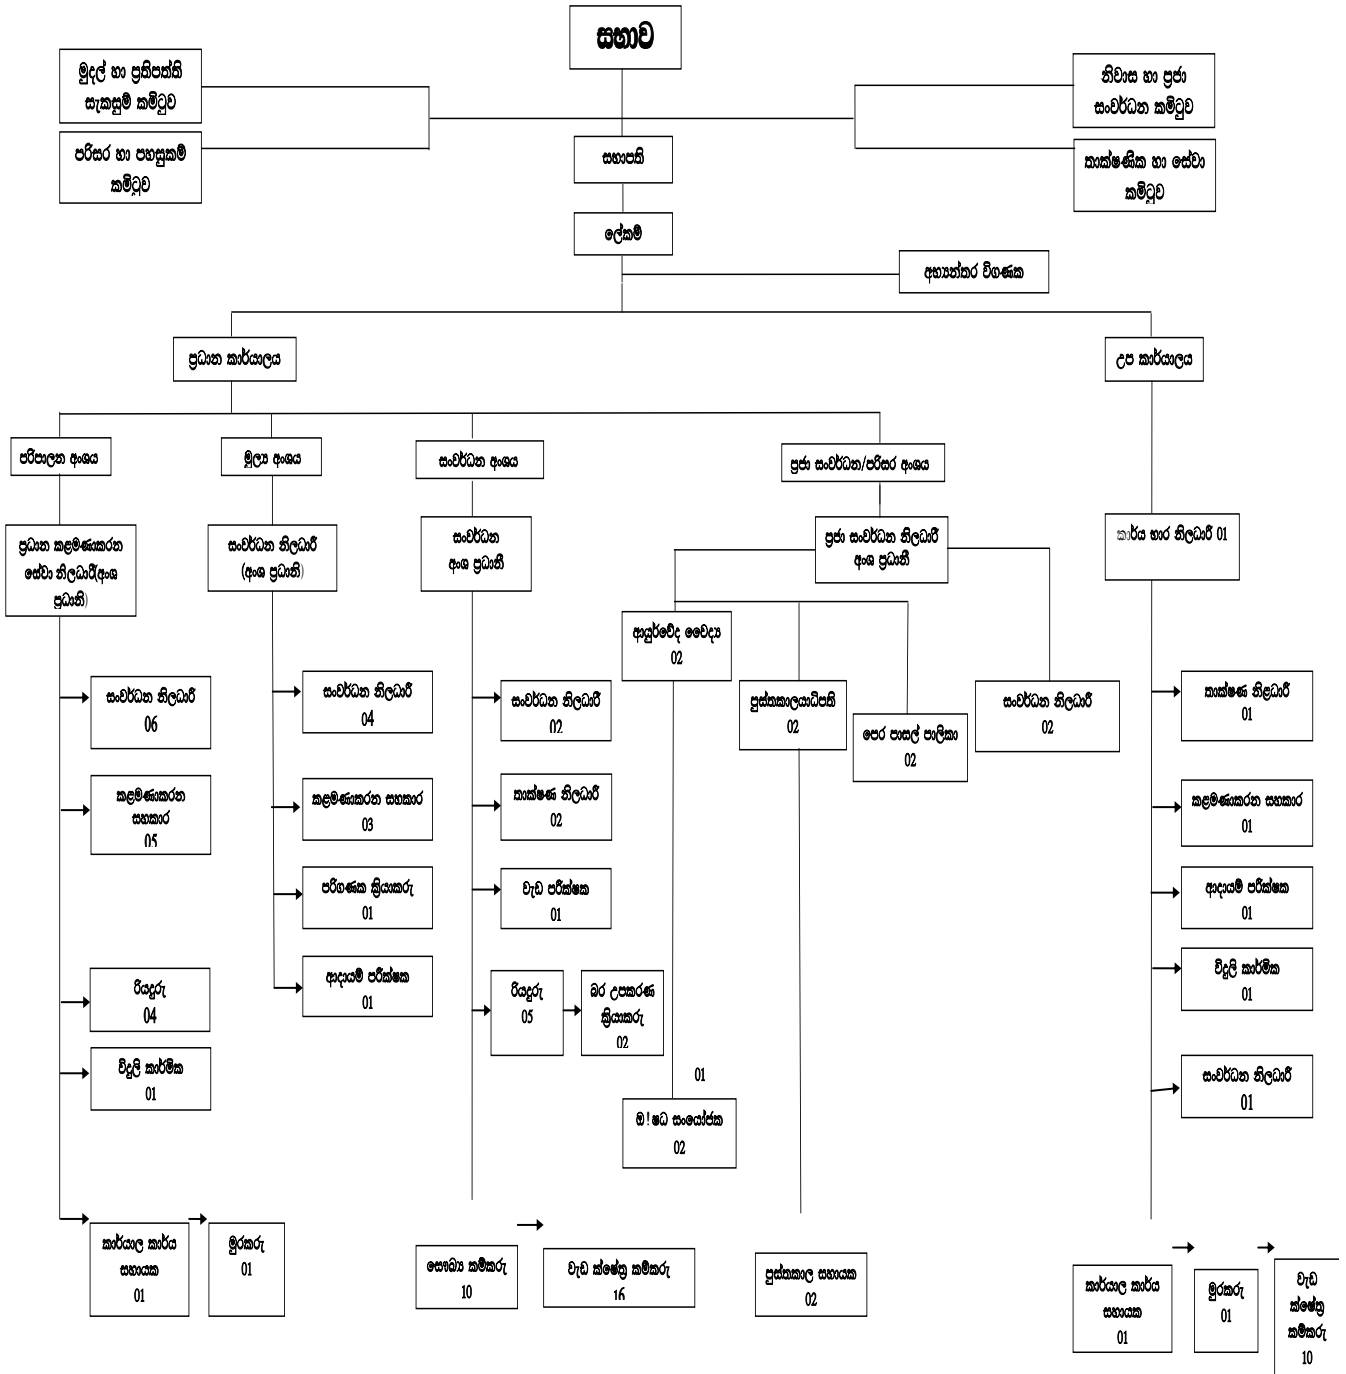 සභාව
මුදල් හා ප්‍රතිපත්ති
සැකසුම් කමිටුව
පරිසර හා පහසුකම්
කමිටුව
නිවාස හා ප්‍රජා
සංවර්ධන කමිටුව
තාක්ෂණික හා සේවා
කමිටුව
සභාපති
ලේකම්
අභ්‍යන්තර විගණක
ප්‍රධාන කාර්යාලය
උප කාර්යාලය
පරිපාලන අංශය
මුල්‍ය අංශය
සංවර්ධන අංශය
ප්‍රජා සංවර්ධන/පරිසර අංශය
ප්‍රධාන කළමණාකරන
සේවා නිලධාරී(අංශ
ප්‍රධානි)
සංවර්ධන නිලධාරී
(අංශ ප්‍රධානි)
සංවර්ධන
අංශ ප්‍රධානී
ප්‍රජා සංවර්ධන නිලධාරී
අංශ ප්‍රධානී
කාර්ය භාර නිලධාරී 01
සංවර්ධන නිලධාරී
06
කළමණාකරන
සහකාර
05
රියදුරු
04
විදුලි කාර්මික
01
කාර්යාල කාර්ය
සහායක
01
මුරකරු
01
සංවර්ධන නිලධාරී
04
කළමණාකරන සහකාර
03
පරිගණක ක්‍රියාකරු
01
ආදායම් පරීක්ෂක
01
සංවර්ධන නිලධාරී
02
තාක්ෂණ නිලධාරී
02
වැඩ පරීක්ෂක
01
රියදුරු
05
බර උපකරණ
ක්‍රියාකරු
02
සෞඛ්‍ය කම්කරු
10
වැඩ ක්ෂේත්‍ර කම්කරු
16
ආයුර්වේද වෛද්‍ය
02
පුස්තකාලයාධිපති
02
පෙර පාසල් පාලිකා
02
සංවර්ධන නිලධාරී
02
01
ඖ!ෂධ සංයෝජක
02
පුස්තකාල සහායක
02
තාක්ෂණ නිළධාරී
01
කළමණාකරන සහකාර
01
ආදායම් පරීක්ෂක
01
විදුලි කාර්මික
01
සංවර්ධන නිලධාරී
01
කාර්යාල කාර්ය
සහායක
01
මුරකරු
01
වැඩ
ක්ෂේත්‍ර
කම්කරු
10